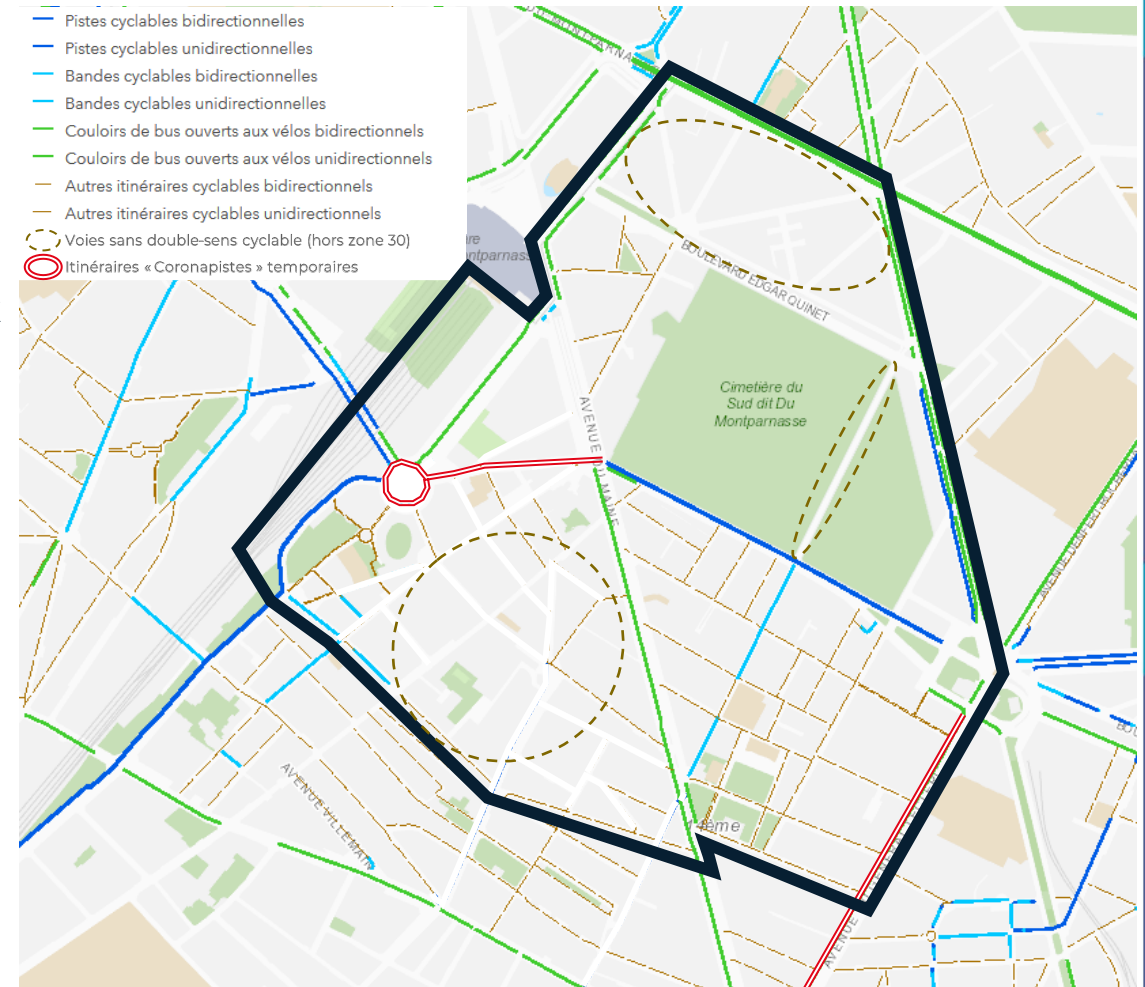 Pistes cyclables bidirectionnelles
Pistes cyclables unidirectionnelles
Bandes cyclables bidirectionnelles
Bandes cyclables unidirectionnelles
Couloirs de bus ouverts aux vélos bidirectionnels
Couloirs de bus ouverts aux vélos unidirectionnels
Autres itinéraires cyclables bidirectionnels
Autres itinéraires cyclables unidirectionnels
Voies sans double-sens cyclable (hors zone 30)
Itinéraires « Coronapistes » temporaires
BOULEVARD EDGAR QUINET
Cimetière du
Sud dit Du
Montparnasse
AVENUE DU MAINE
AVENUE VILLEMAIN
AVENUE
AVENUE